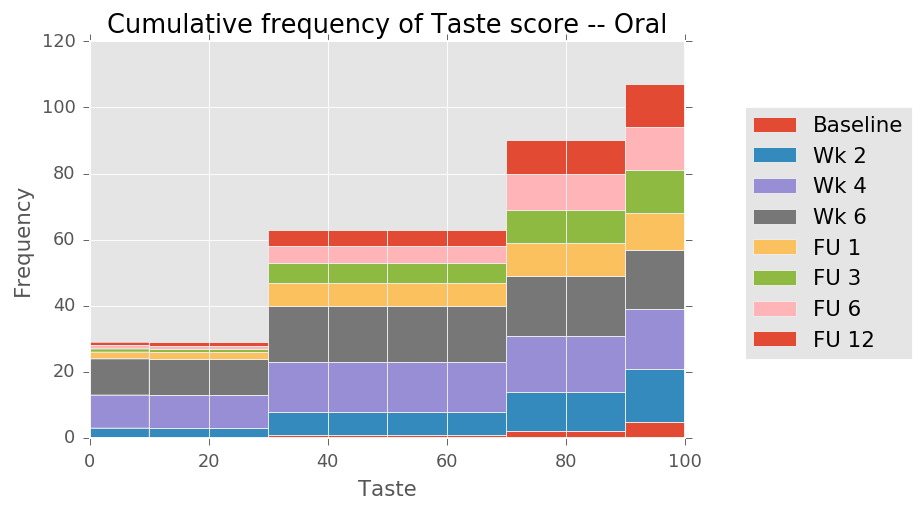 Cumulative frequency of Taste score -- Oral
120
100
80
60
40
20
0
Frequency
0 20 40 60 80 100
Taste
Baseline
Wk 2
Wk 4
Wk 6
FU 1
FU 3
FU 6
FU 12